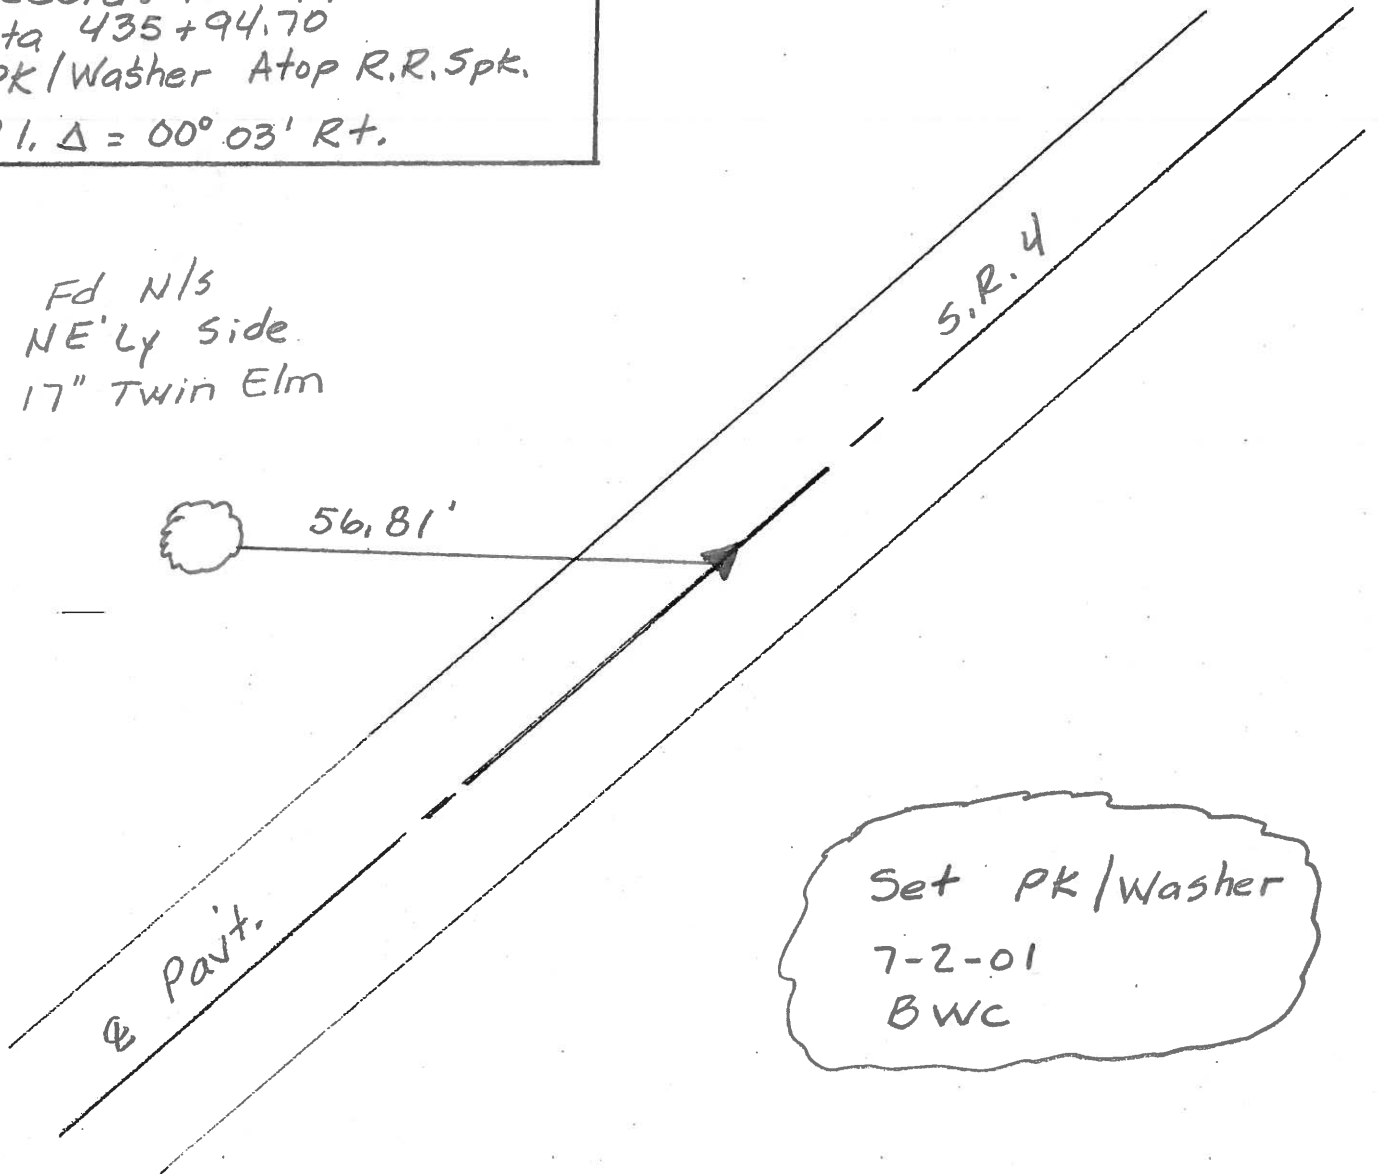 ta 435+94.70
PK/Washer Atop R.R. Spk.
P.I. Δ = 00° 03' Rt.
Fd N/S
NE'Ly Side
17" Twin Elm
S.R. 4
56.81'
℄ Pav't.
Set PK/Washer
7-2-01
BWC